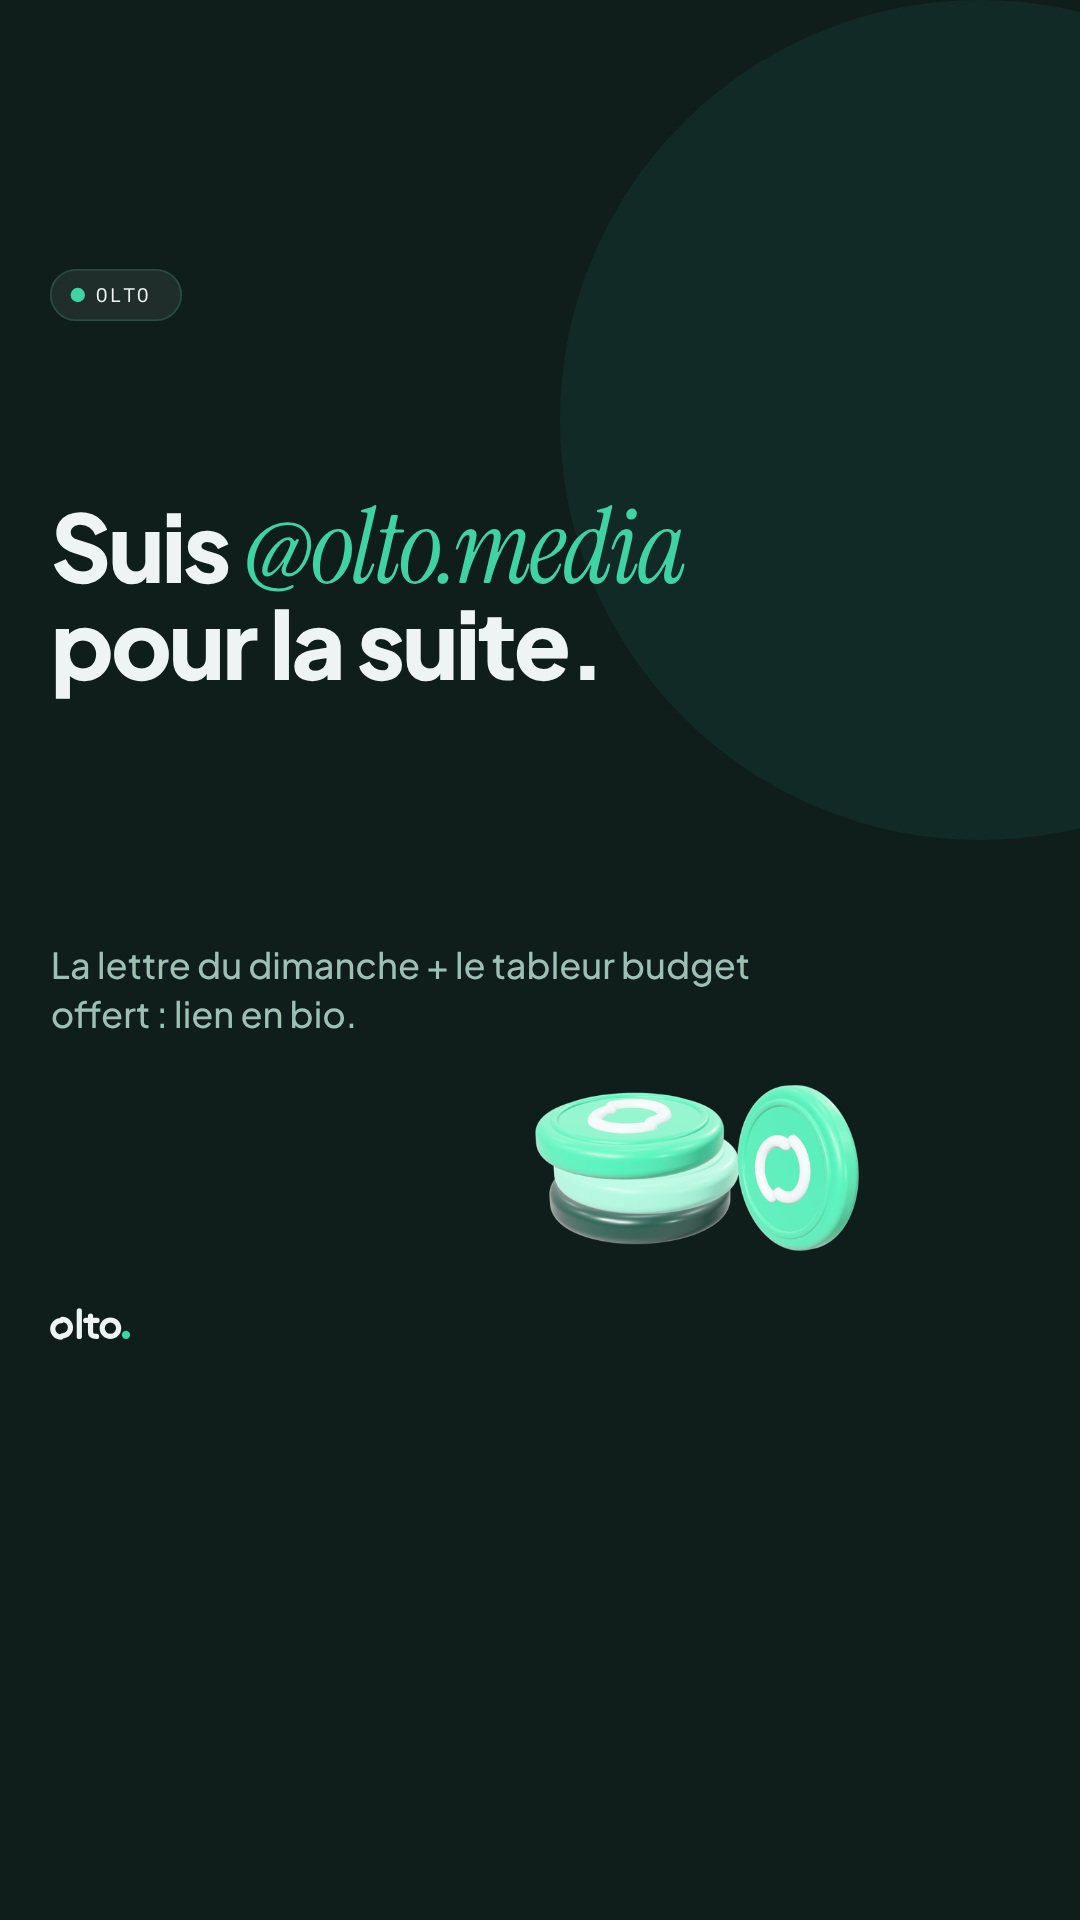 OLTO
Suis @olto.media
pour la suite.
La lettre du dimanche + le tableur budget
offert : lien en bio.
olto.